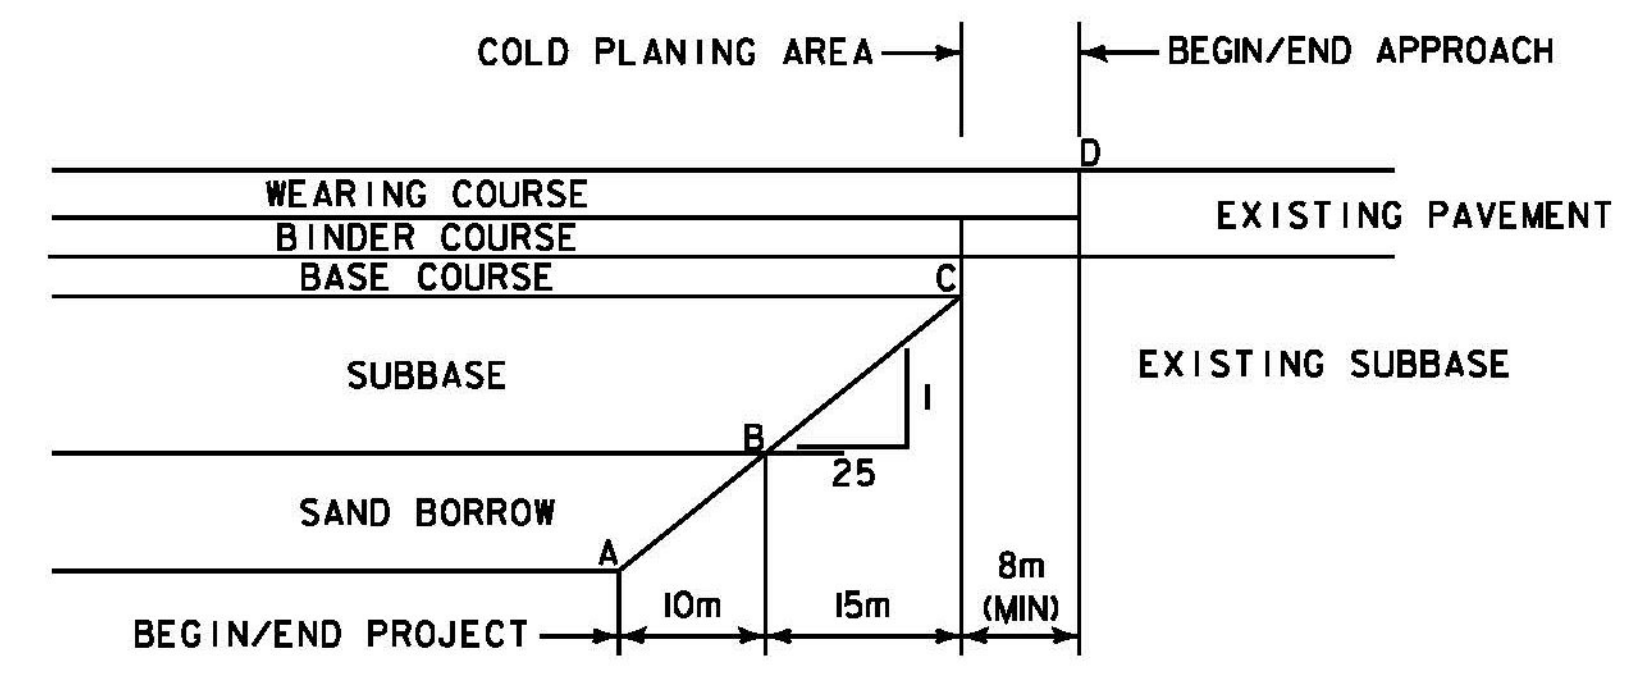 COLD PLANING AREA
BEGIN/END APPROACH
D
WEARING COURSE
EXISTING PAVEMENT
BINDER COURSE
BASE COURSE
C
SUBBASE
EXISTING SUBBASE
1
B
25
SAND BORROW
A
8m
(MIN)
10m
15m
BEGIN/END PROJECT